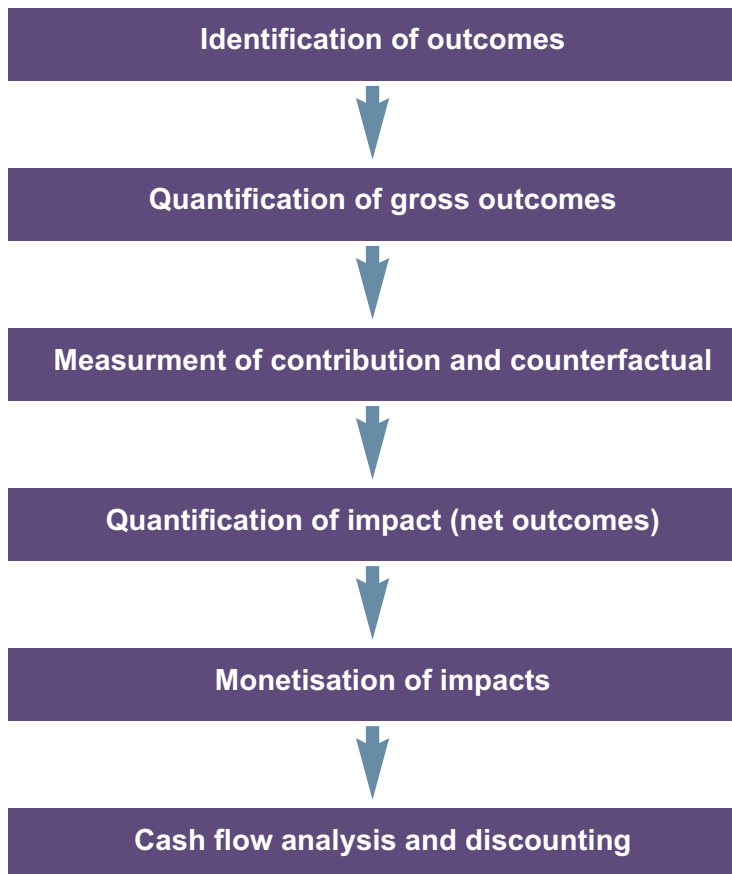 Identification of outcomes
Quantification of gross outcomes
Measurment of contribution and counterfactual
Quantification of impact (net outcomes)
Monetisation of impacts
Cash flow analysis and discounting